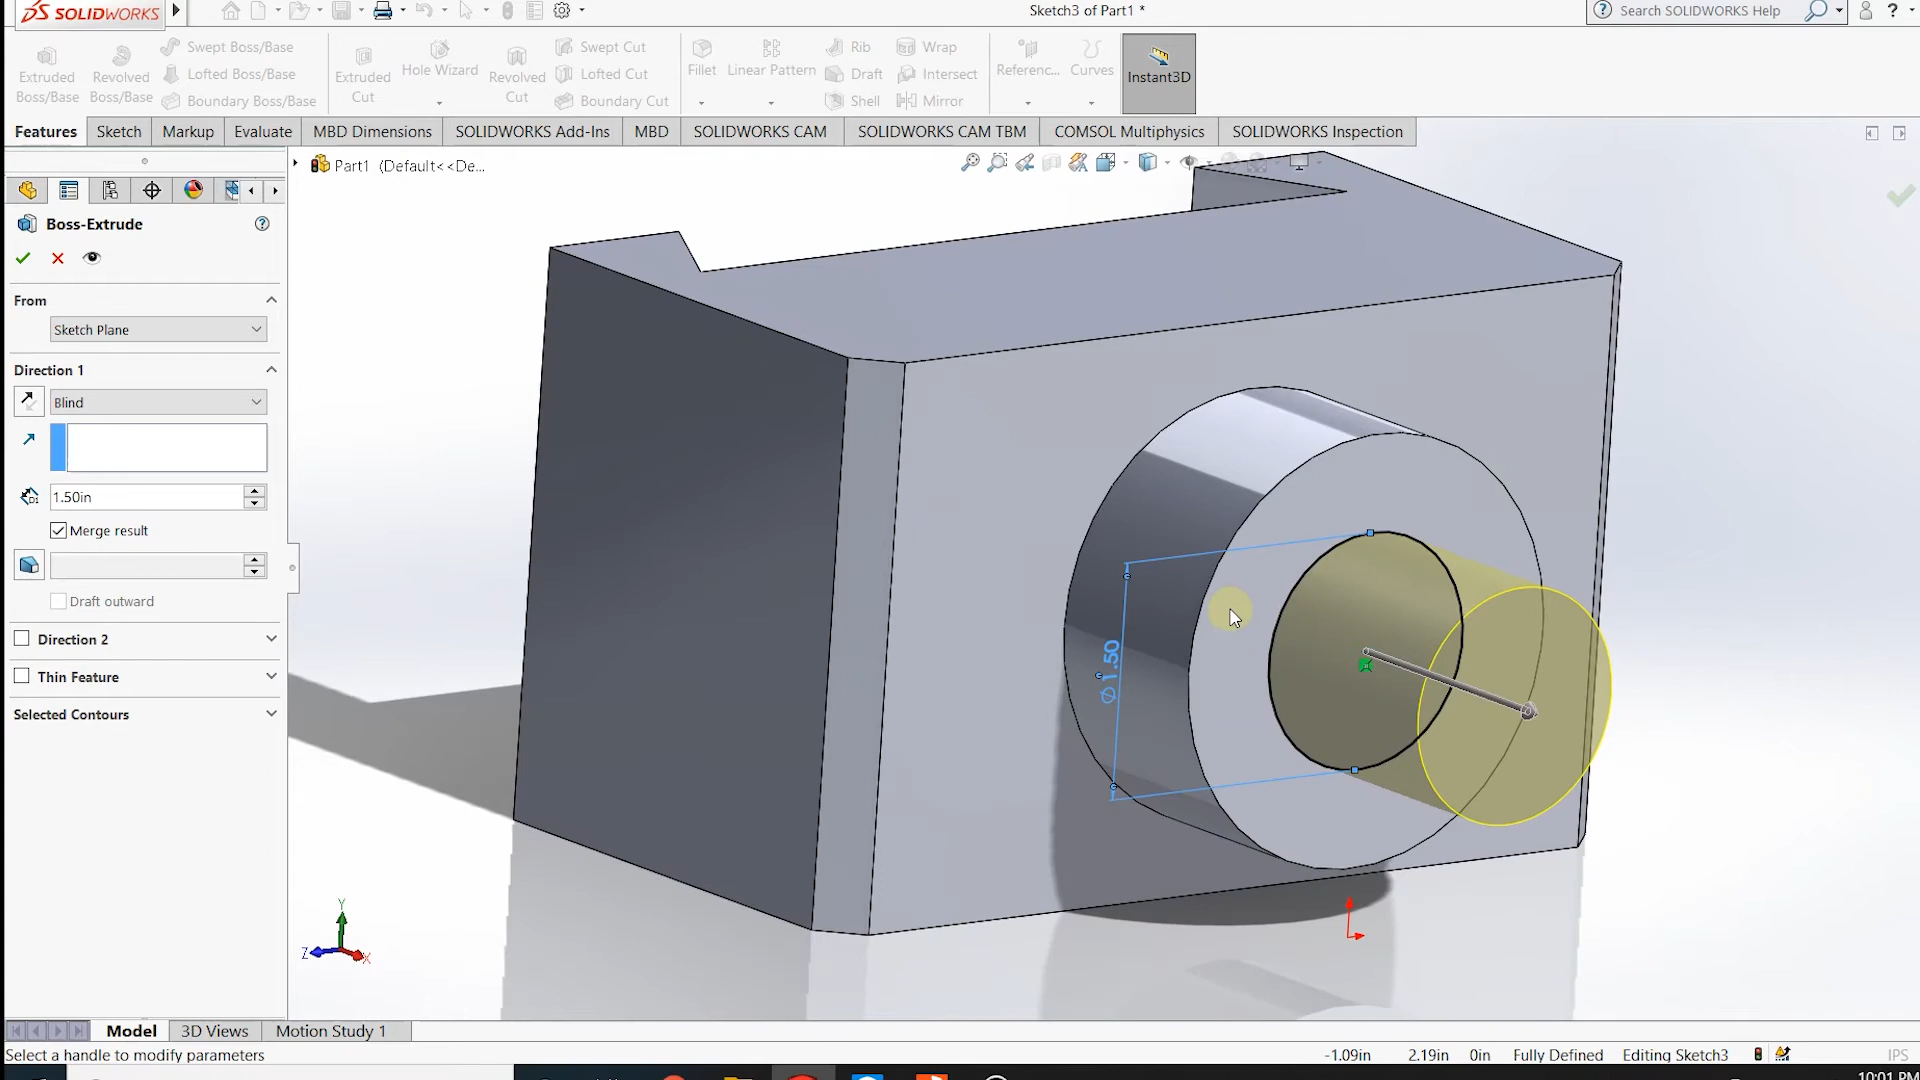 SOLIDWORKS
Sketch3 of Part1 *
Search SOLIDWORKS Help
Extruded Boss/Base
Revolved Boss/Base
Swept Boss/Base
Lofted Boss/Base
Boundary Boss/Base
Extruded Cut
Hole Wizard
Revolved Cut
Swept Cut
Lofted Cut
Boundary Cut
Fillet
Linear Pattern
Rib
Draft
Shell
Wrap
Intersect
Mirror
Referenc...
Curves
Instant3D
Features
Sketch
Markup
Evaluate
MBD Dimensions
SOLIDWORKS Add-Ins
MBD
SOLIDWORKS CAM
SOLIDWORKS CAM TBM
COMSOL Multiphysics
SOLIDWORKS Inspection
Part1 (Default<<De...
Boss-Extrude
From
Sketch Plane
Direction 1
Blind
1.50in
Merge result
Draft outward
Direction 2
Thin Feature
Selected Contours
∅1.50
Y
Z
X
Model
3D Views
Motion Study 1
Select a handle to modify parameters
-1.09in
2.19in
0in
Fully Defined
Editing Sketch3
IPS
10:01 PM